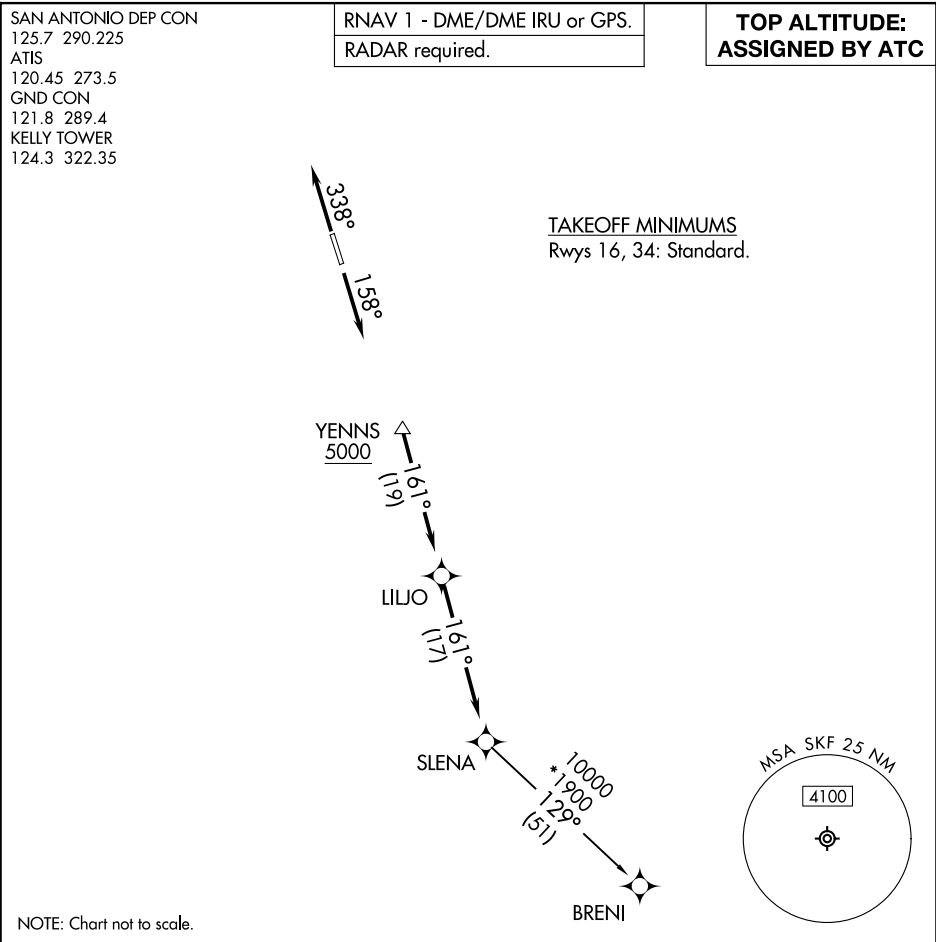 SAN ANTONIO DEP CON
125.7 290.225
ATIS
120.45 273.5
GND CON
121.8 289.4
KELLY TOWER
124.3 322.35
RNAV 1 - DME/DME IRU or GPS.
RADAR required.
TOP ALTITUDE:
ASSIGNED BY ATC
338°
158°
TAKEOFF MINIMUMS
Rwys 16, 34: Standard.
YENNS
5000
161°
(19)
LILJO
161°
(17)
SLENA
10000
*1900
129°
(51)
BRENI
MSA SKF 25 NM
4100
NOTE: Chart not to scale.